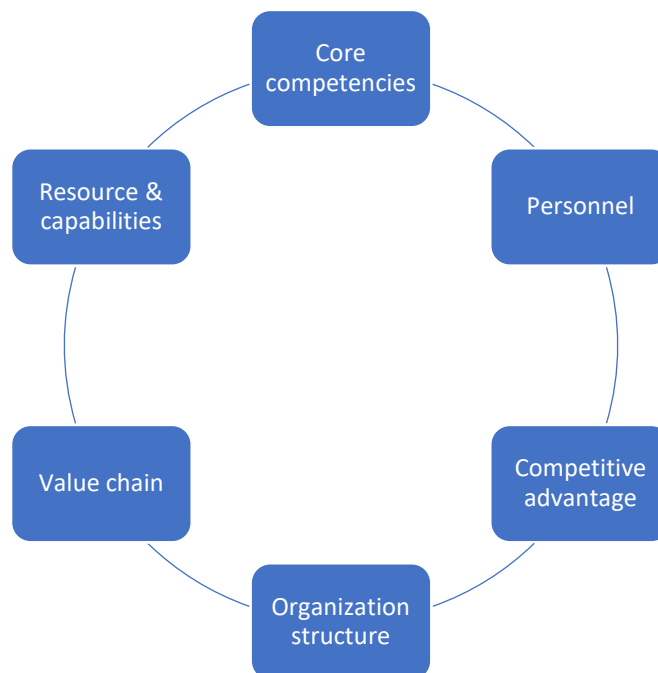 Core
competencies
Personnel
Competitive
advantage
Organization
structure
Value chain
Resource &
capabilities